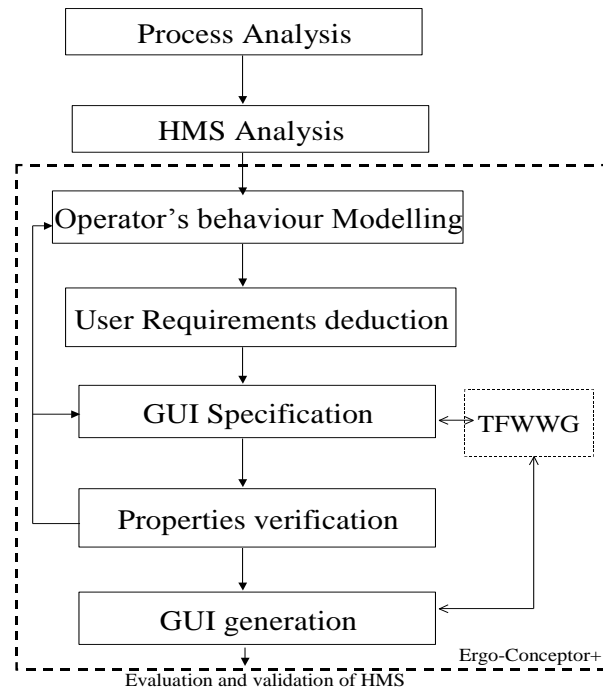 Process Analysis
HMS Analysis
Operator's behaviour Modelling
User Requirements deduction
GUI Specification
TFWWG
Properties verification
GUI generation
Ergo-Conceptor+
Evaluation and validation of HMS